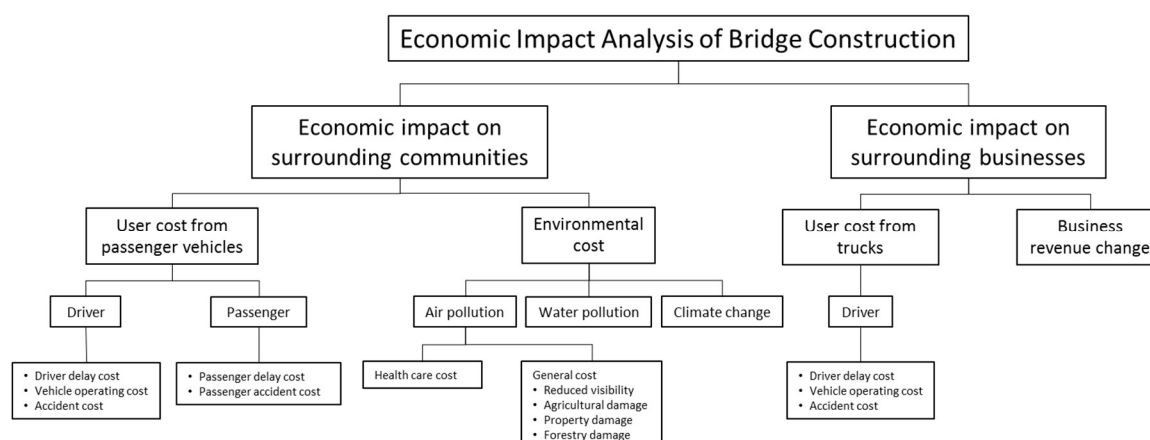 Economic Impact Analysis of Bridge Construction
Economic impact on
surrounding communities
Economic impact on
surrounding businesses
User cost from
passenger vehicles
Environmental
cost
User cost from
trucks
Business
revenue change
Driver
Passenger
Air pollution
Water pollution
Climate change
Driver
• Driver delay cost
• Vehicle operating cost
• Accident cost
• Passenger delay cost
• Passenger accident cost
Health care cost
General cost
• Reduced visibility
• Agricultural damage
• Property damage
• Forestry damage
• Driver delay cost
• Vehicle operating cost
• Accident cost